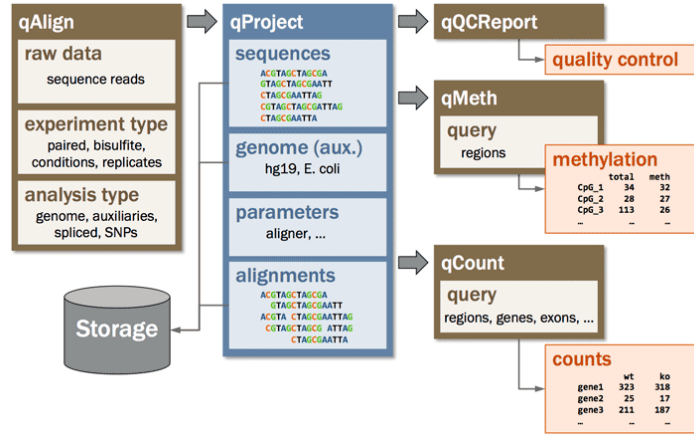 qAlign
raw data
sequence reads
experiment type
paired, bisulfite,
conditions, replicates
analysis type
genome, auxiliaries,
spliced, SNPs
Storage
qProject
sequences
ACGTAGCTAGCGA
GTAGCTAGCGAATT
CTAGCGAATTAG
CGTAGCTAGCGATTAG
CTAGCGAATTA
genome (aux.)
hg19, E. coli
parameters
aligner, ...
alignments
ACGTAGCTAGCGA
GTAGCTAGCGAATT
ACGTA CTAGCGAATTAG
CGTAGCTAGCG ATTAG
CTAGCGAATTA
qQCReport
quality control
qMeth
query
regions
methylation
total meth
CpG_1 34 32
CpG_2 28 27
CpG_3 113 26
… … …
qCount
query
regions, genes, exons, ...
counts
wt ko
gene1 323 318
gene2 25 17
gene3 211 187
… … …